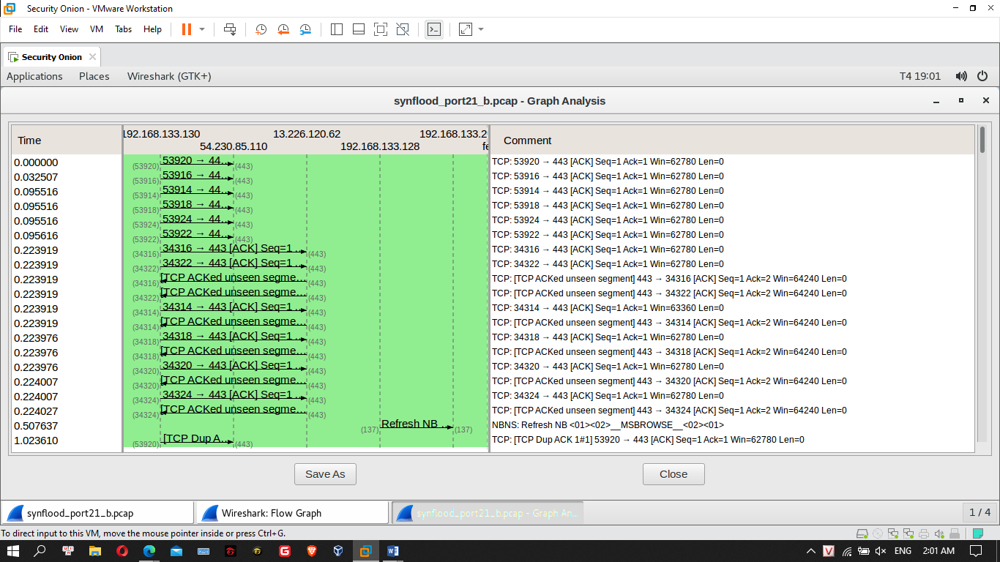 Security Onion - VMware Workstation
File Edit View VM Tabs Help
Security Onion
Applications Places Wireshark (GTK+) T4 19:01
synflood_port21_b.pcap - Graph Analysis
Time 192.168.133.130 13.226.120.62 192.168.133.2 Comment
54.230.85.110 192.168.133.128 fe
0.000000 53920 → 44... (53920) (443) TCP: 53920 → 443 [ACK] Seq=1 Ack=1 Win=62780 Len=0
0.032507 53916 → 44... (53916) (443) TCP: 53916 → 443 [ACK] Seq=1 Ack=1 Win=62780 Len=0
0.095516 53914 → 44... (53914) (443) TCP: 53914 → 443 [ACK] Seq=1 Ack=1 Win=62780 Len=0
0.095516 53918 → 44... (53918) (443) TCP: 53918 → 443 [ACK] Seq=1 Ack=1 Win=62780 Len=0
0.095516 53924 → 44... (53924) (443) TCP: 53924 → 443 [ACK] Seq=1 Ack=1 Win=62780 Len=0
0.095616 53922 → 44... (53922) (443) TCP: 53922 → 443 [ACK] Seq=1 Ack=1 Win=62780 Len=0
0.223919 34316 → 443 [ACK] Seq=1 ... (34316) (443) TCP: 34316 → 443 [ACK] Seq=1 Ack=1 Win=62780 Len=0
0.223919 34322 → 443 [ACK] Seq=1 ... (34322) (443) TCP: 34322 → 443 [ACK] Seq=1 Ack=1 Win=62780 Len=0
0.223919 [TCP ACKed unseen segme... (34316) (443) TCP: [TCP ACKed unseen segment] 443 → 34316 [ACK] Seq=1 Ack=2 Win=64240 Len=0
0.223919 [TCP ACKed unseen segme... (34322) (443) TCP: [TCP ACKed unseen segment] 443 → 34322 [ACK] Seq=1 Ack=2 Win=64240 Len=0
0.223919 34314 → 443 [ACK] Seq=1 ... (34314) (443) TCP: 34314 → 443 [ACK] Seq=1 Ack=1 Win=63360 Len=0
0.223919 [TCP ACKed unseen segme... (34314) (443) TCP: [TCP ACKed unseen segment] 443 → 34314 [ACK] Seq=1 Ack=2 Win=64240 Len=0
0.223976 34318 → 443 [ACK] Seq=1 ... (34318) (443) TCP: 34318 → 443 [ACK] Seq=1 Ack=1 Win=62780 Len=0
0.223976 [TCP ACKed unseen segme... (34318) (443) TCP: [TCP ACKed unseen segment] 443 → 34318 [ACK] Seq=1 Ack=2 Win=64240 Len=0
0.223976 34320 → 443 [ACK] Seq=1 ... (34320) (443) TCP: 34320 → 443 [ACK] Seq=1 Ack=1 Win=62780 Len=0
0.224007 [TCP ACKed unseen segme... (34320) (443) TCP: [TCP ACKed unseen segment] 443 → 34320 [ACK] Seq=1 Ack=2 Win=64240 Len=0
0.224007 34324 → 443 [ACK] Seq=1 ... (34324) (443) TCP: 34324 → 443 [ACK] Seq=1 Ack=1 Win=62780 Len=0
0.224027 [TCP ACKed unseen segme... (34324) (443) TCP: [TCP ACKed unseen segment] 443 → 34324 [ACK] Seq=1 Ack=2 Win=64240 Len=0
0.507637 Refresh NB ... (137) (137) NBNS: Refresh NB <01><02>__MSBROWSE__<02><01>
1.023610 [TCP Dup A... (53920) (443) TCP: [TCP Dup ACK 1#1] 53920 → 443 [ACK] Seq=1 Ack=1 Win=62780 Len=0
Save As Close
synflood_port21_b.pcap Wireshark: Flow Graph synflood_port21_b.pcap - Graph An... 1 / 4
To direct input to this VM, move the mouse pointer inside or press Ctrl+G.
ENG 2:01 AM